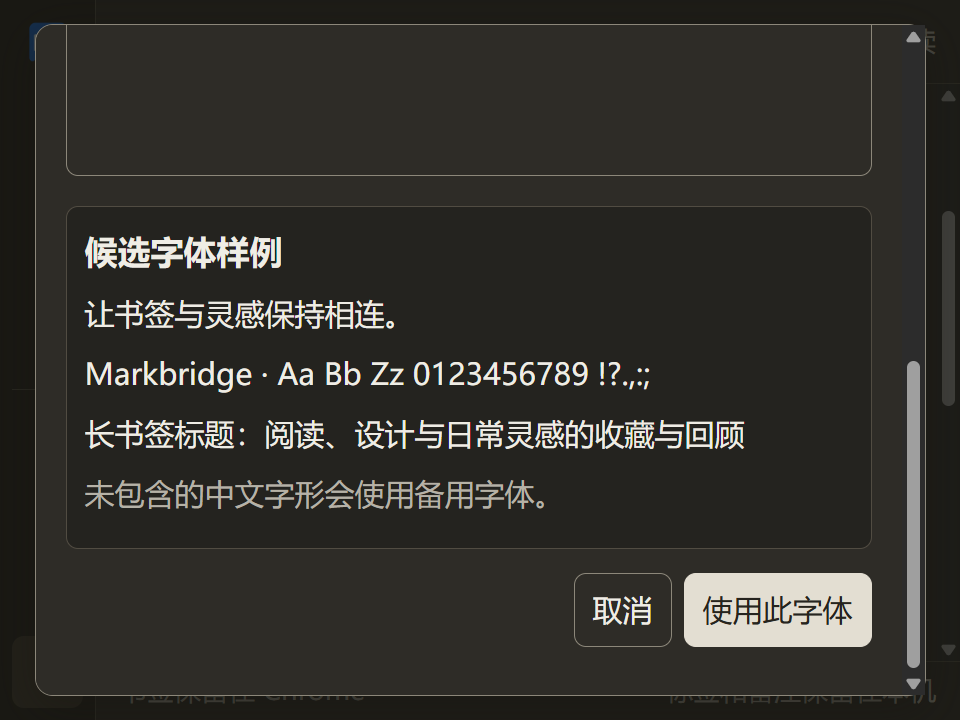 候选字体样例
让书签与灵感保持相连。
Markbridge · Aa Bb Zz 0123456789 !?.,:;
长书签标题：阅读、设计与日常灵感的收藏与回顾
未包含的中文字形会使用备用字体。
取消
使用此字体